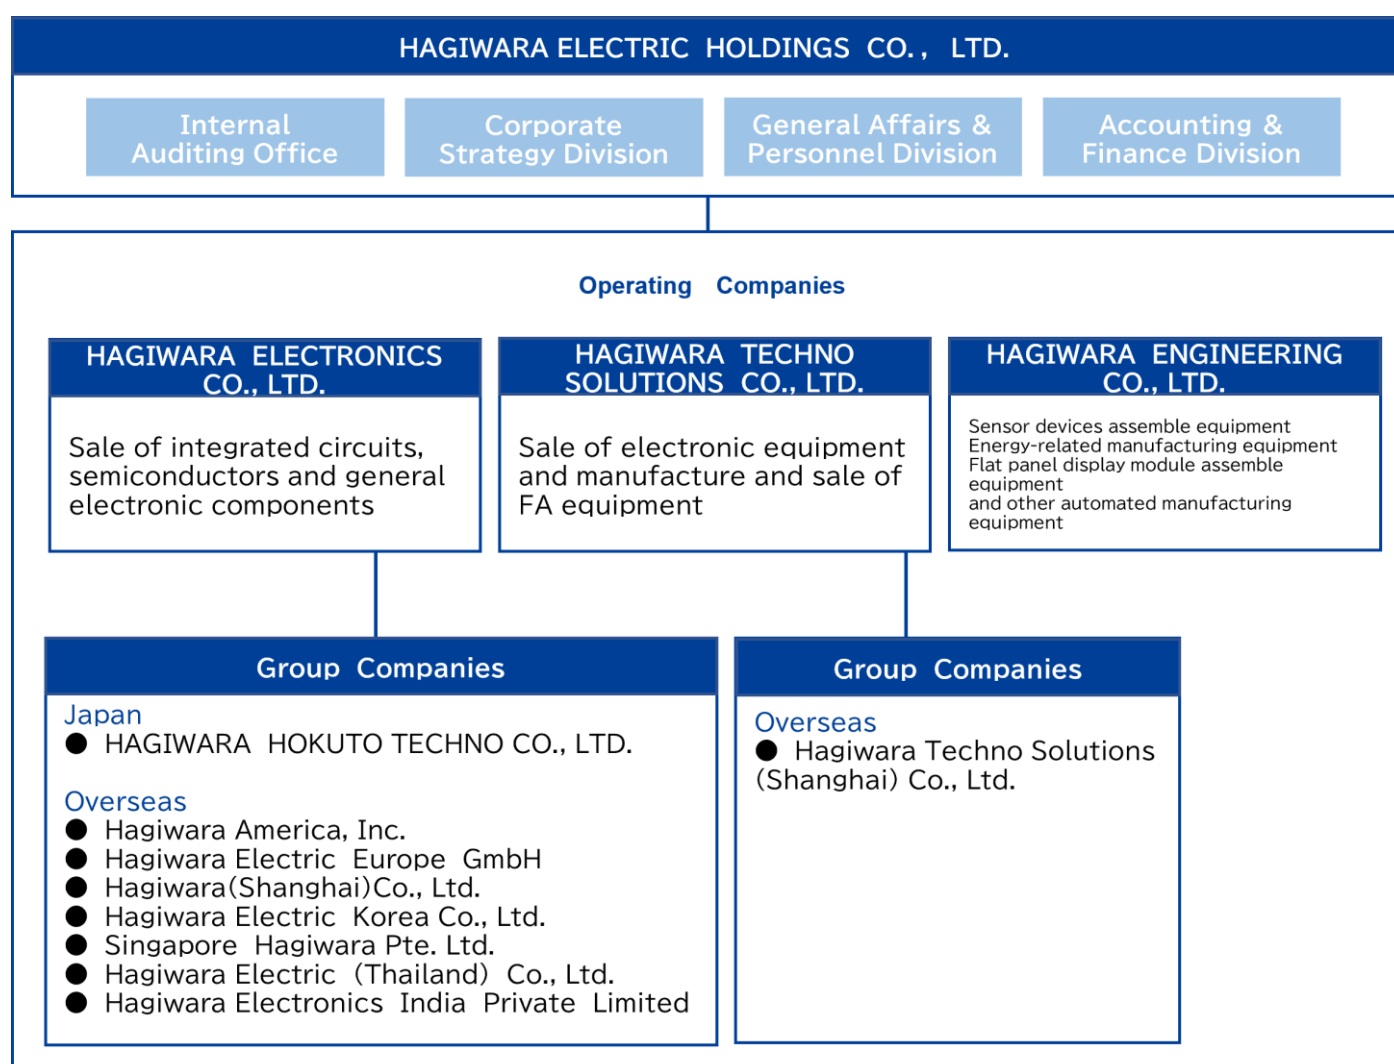 HAGIWARA ELECTRIC HOLDINGS CO., LTD.
Internal
Auditing Office
Corporate
Strategy Division
General Affairs &
Personnel Division
Accounting &
Finance Division
Operating Companies
HAGIWARA ELECTRONICS
CO., LTD.
Sale of integrated circuits,
semiconductors and general
electronic components
HAGIWARA TECHNO
SOLUTIONS CO., LTD.
Sale of electronic equipment
and manufacture and sale of
FA equipment
HAGIWARA ENGINEERING
CO., LTD.
Sensor devices assemble equipment
Energy-related manufacturing equipment
Flat panel display module assemble
equipment
and other automated manufacturing
equipment
Group Companies
Japan
● HAGIWARA HOKUTO TECHNO CO., LTD.
Overseas
● Hagiwara America, Inc.
● Hagiwara Electric Europe GmbH
● Hagiwara(Shanghai)Co., Ltd.
● Hagiwara Electric Korea Co., Ltd.
● Singapore Hagiwara Pte. Ltd.
● Hagiwara Electric (Thailand) Co., Ltd.
● Hagiwara Electronics India Private Limited
Group Companies
Overseas
● Hagiwara Techno Solutions
(Shanghai) Co., Ltd.